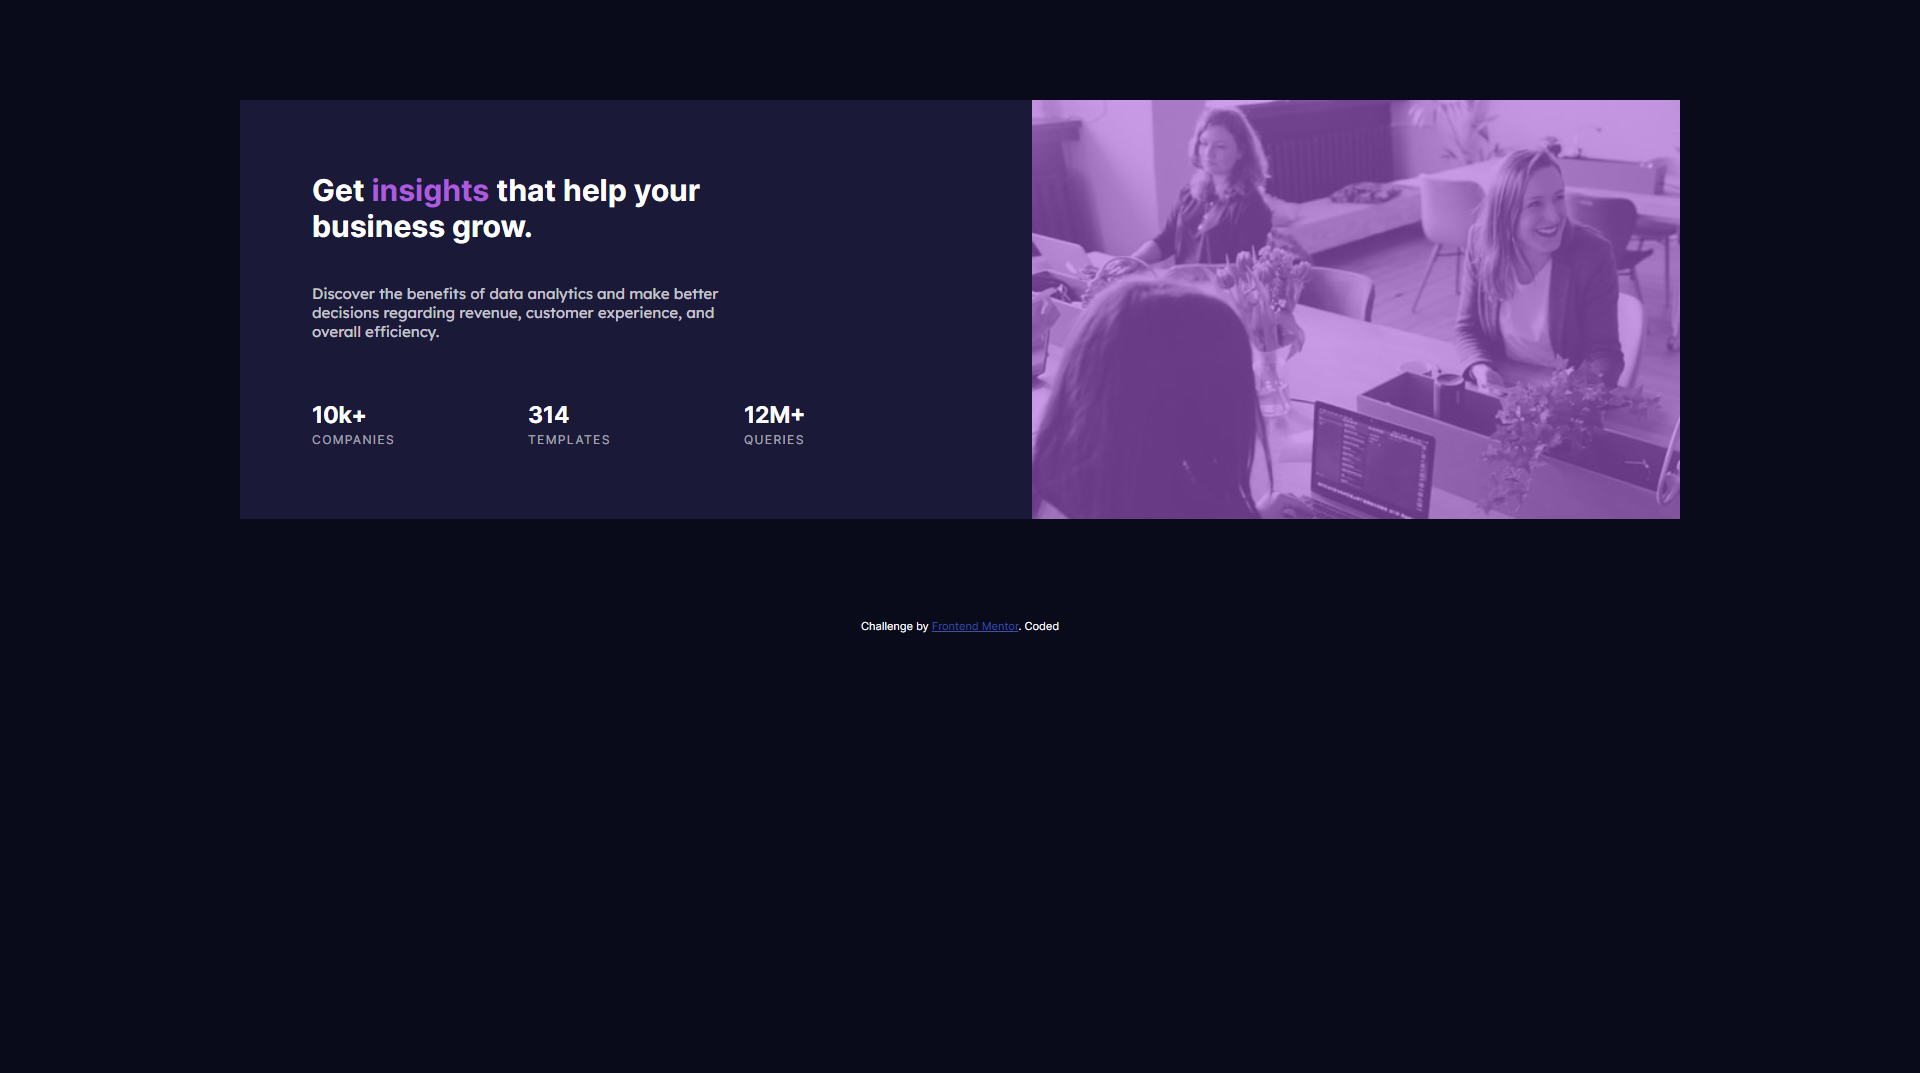 Get insights that help your
business grow.
Discover the benefits of data analytics and make better
decisions regarding revenue, customer experience, and
overall efficiency.
10k+ 314 12M+
COMPANIES TEMPLATES QUERIES
Challenge by Frontend Mentor. Coded